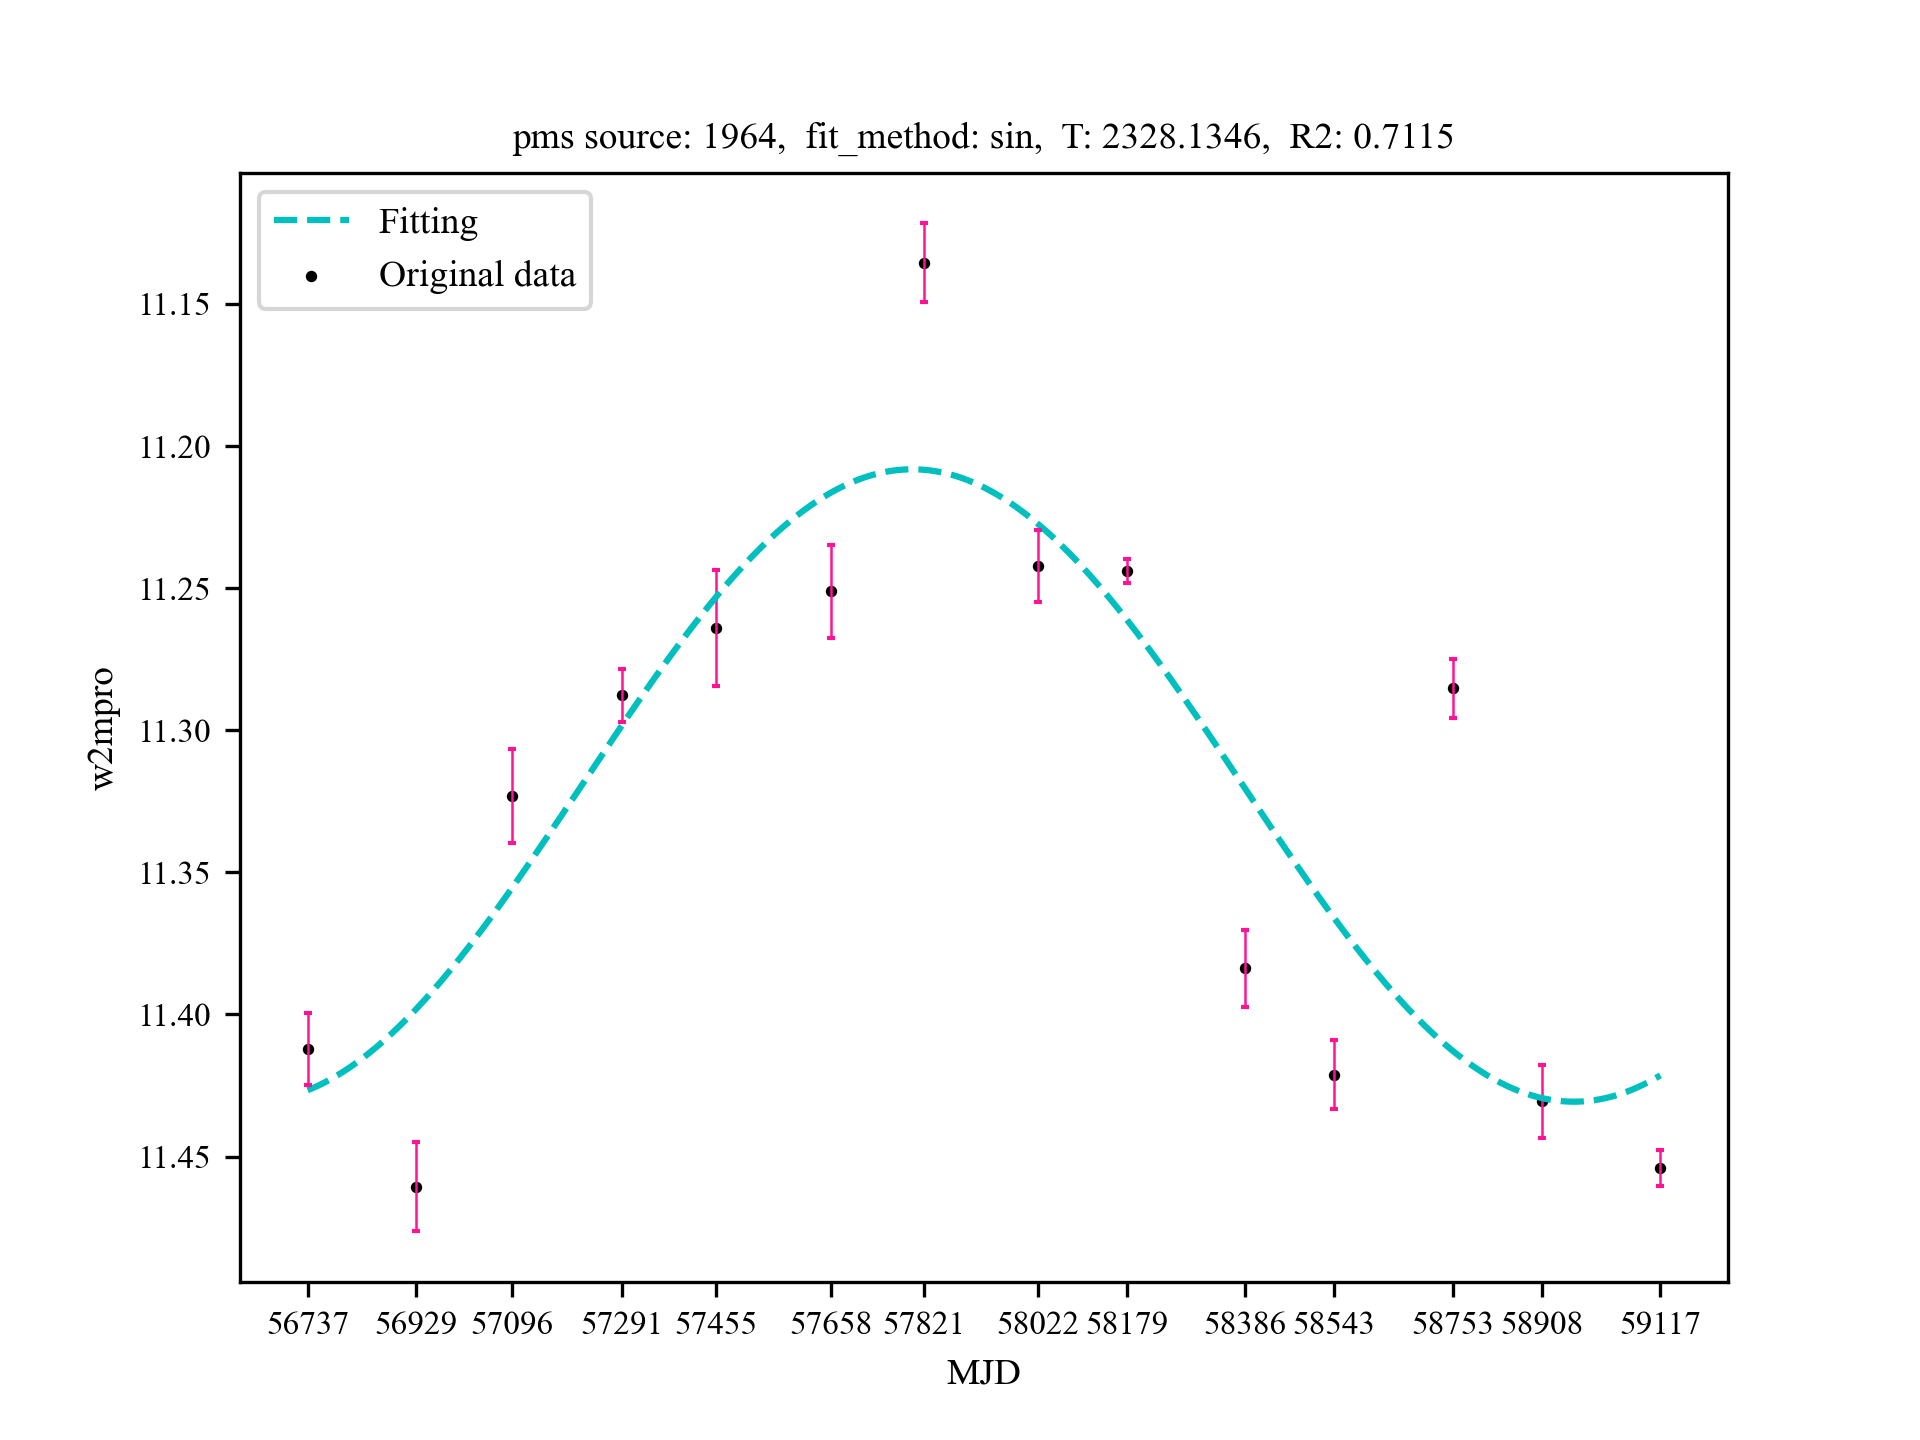 pms source: 1964,  fit_method: sin,  T: 2328.1346,  R2: 0.7115
Fitting
Original data
11.15
11.20
11.25
11.30
11.35
11.40
11.45
w2mpro
56737 56929 57096 57291 57455 57658 57821 58022 58179 58386 58543 58753 58908 59117
MJD